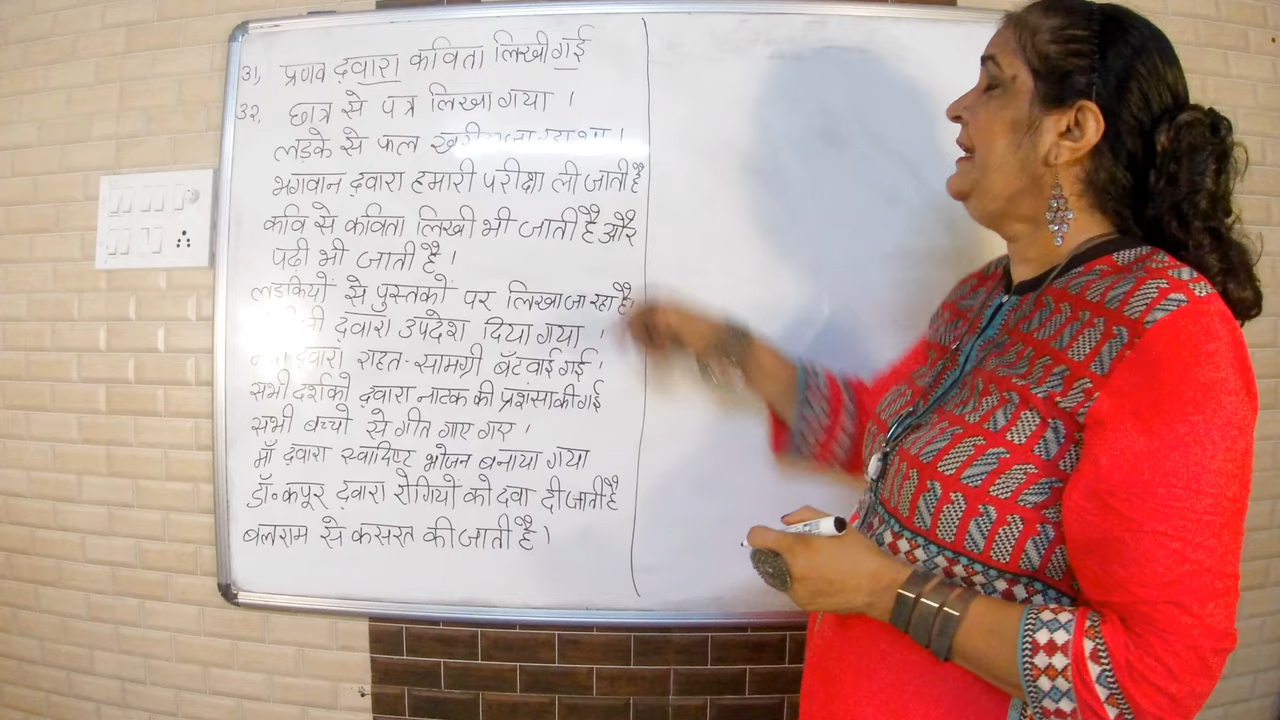 31, प्रणव द्वारा कविता लिखी गई
32. छात्र से पत्र लिखा गया ।
लड़के से फल
भगवान द्वारा हमारी परीक्षा ली जाती है
कवि से कविता लिखी भी जाती है और
पढी भी जाती है ।
लडकियों से पुस्तकों पर लिखा जा रहा है।
द्वारा उपदेश दिया गया ।
द्वारा राहत-सामग्री बँटवाई गई ।
सभी दर्शको द्वारा नाटक की प्रशंसा की गई
सभी बच्चो से गीत गाए गए ।
माँ द्वारा स्वादिष्ट भोजन बनाया गया
डॉ॰ कपूर द्वारा रोगियों को दवा दी जाती है
बलराम से कसरत की जाती है।